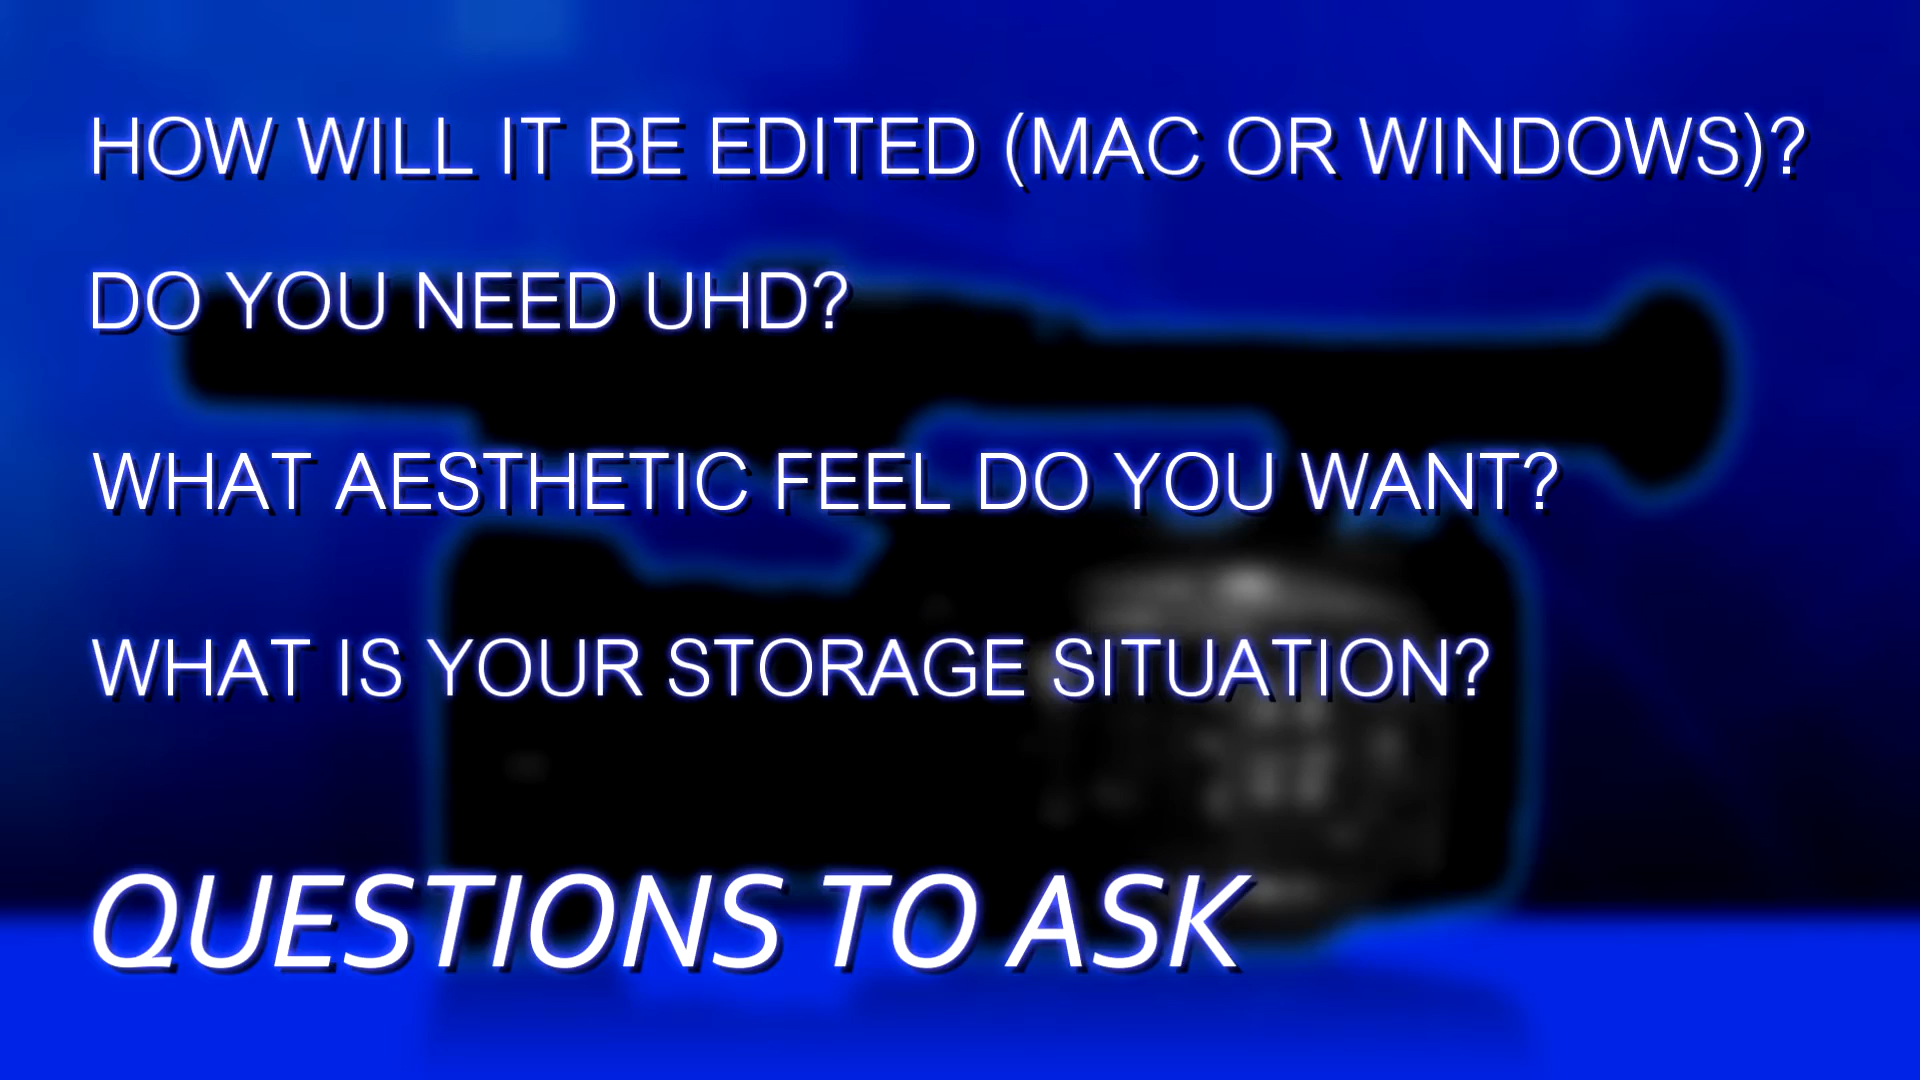 HOW WILL IT BE EDITED (MAC OR WINDOWS)?
DO YOU NEED UHD?
WHAT AESTHETIC FEEL DO YOU WANT?
WHAT IS YOUR STORAGE SITUATION?
QUESTIONS TO ASK